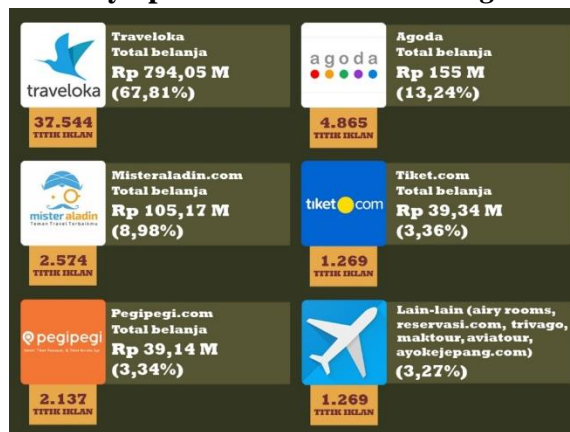 Traveloka
Total belanja
Rp 794,05 M
(67,81%)
traveloka
37.544
TITIK IKLAN
Agoda
Total belanja
Rp 155 M
(13,24%)
agoda
4.865
TITIK IKLAN
Misteraladin.com
Total belanja
Rp 105,17 M
(8,98%)
mister aladin
Teman Travel Terbaikmu
2.574
TITIK IKLAN
Tiket.com
Total belanja
Rp 39,34 M
(3,36%)
tiket com
1.269
TITIK IKLAN
Pegipegi.com
Total belanja
Rp 39,14 M
(3,34%)
pegipegi
2.137
TITIK IKLAN
Lain-lain (airy rooms,
reservasi.com, trivago,
maktour, aviatour,
ayokejepang.com)
(3,27%)
1.269
TITIK IKLAN